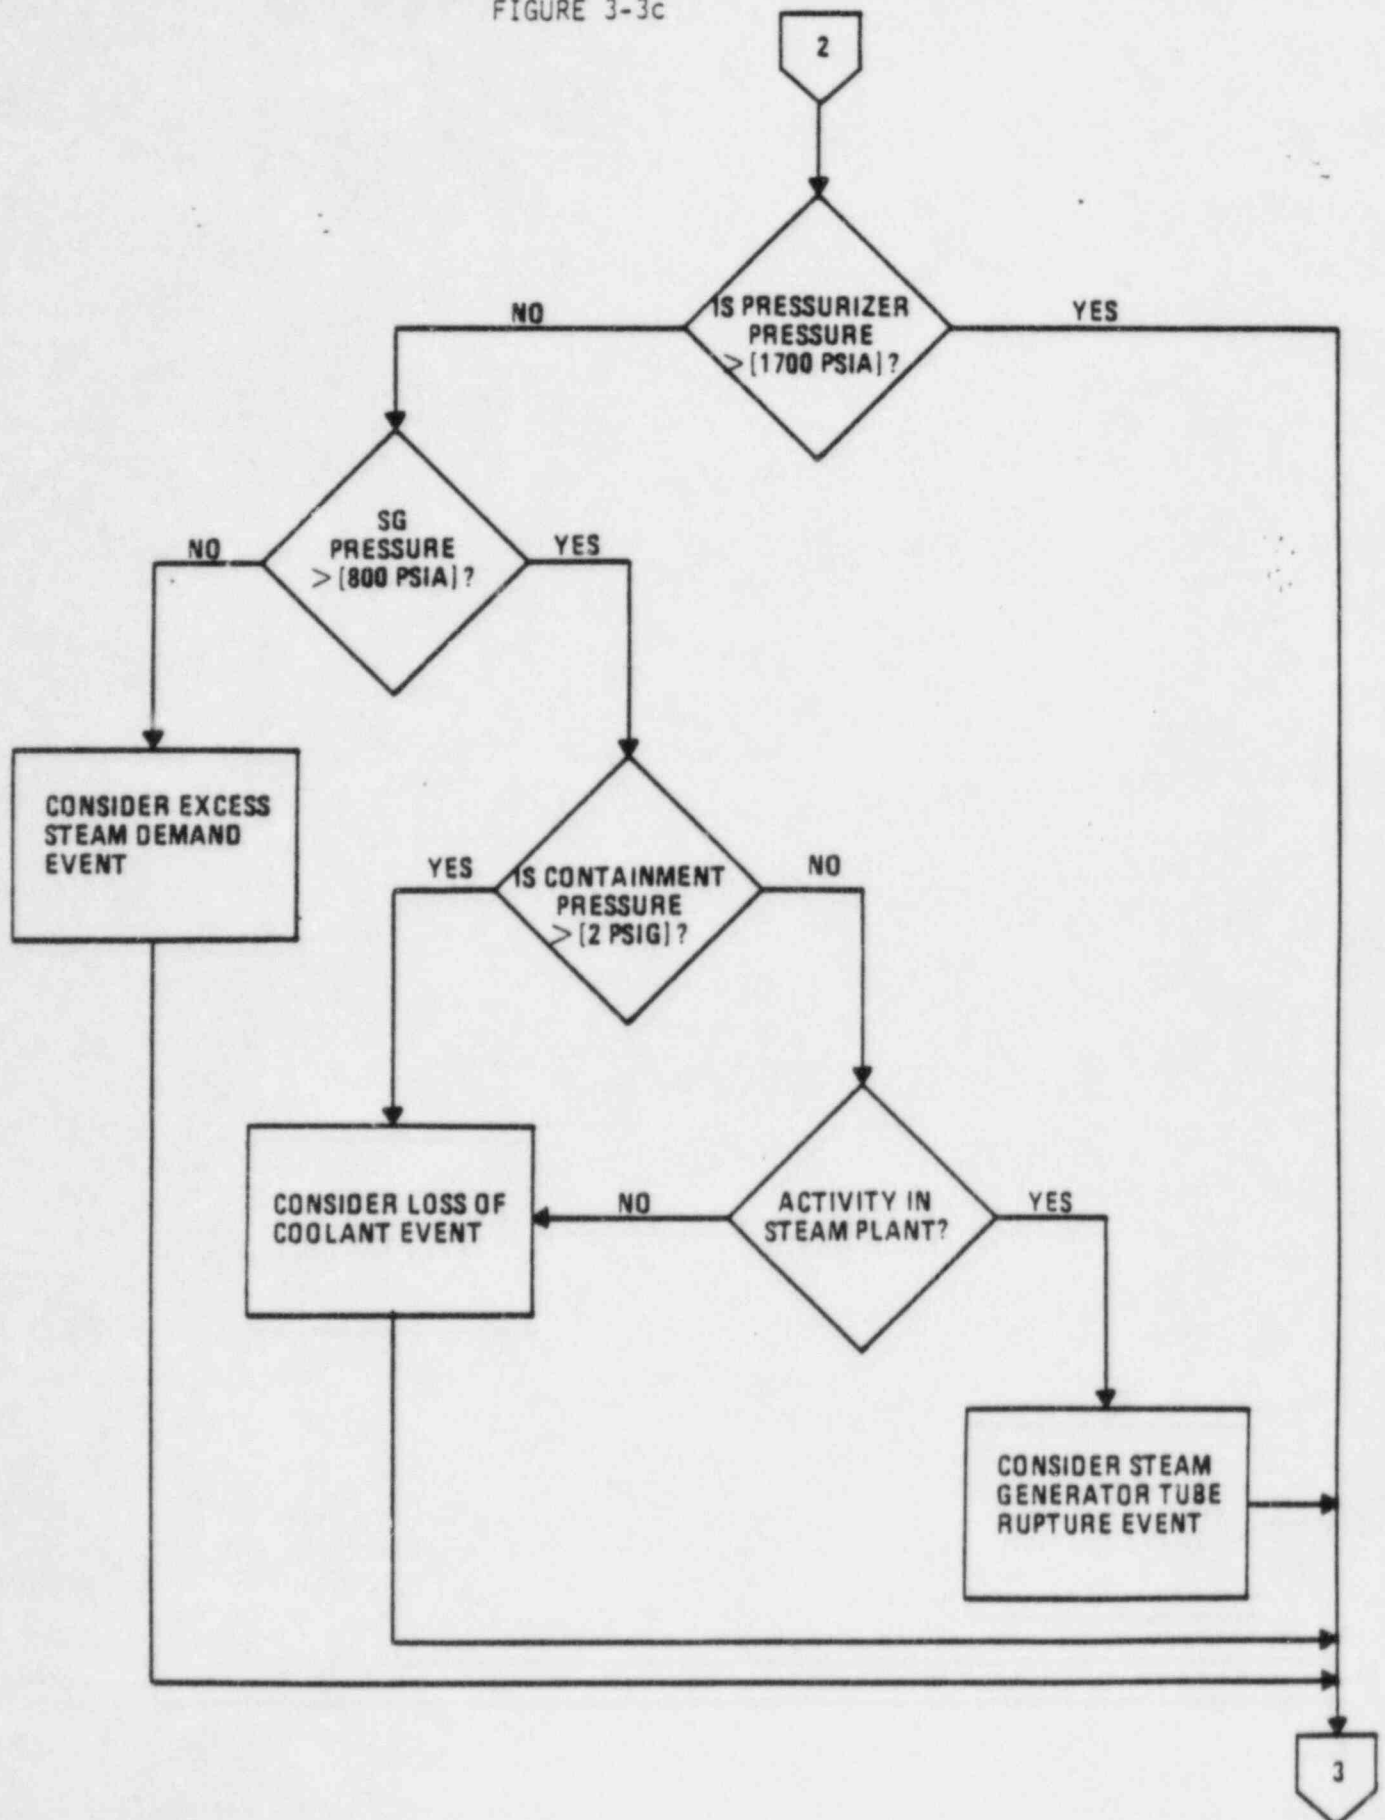 FIGURE 3-3c
2
IS PRESSURIZER
PRESSURE
> [1700 PSIA] ?
NO
YES
SG
PRESSURE
> [800 PSIA] ?
NO
YES
CONSIDER EXCESS
STEAM DEMAND
EVENT
IS CONTAINMENT
PRESSURE
> [2 PSIG] ?
YES
NO
CONSIDER LOSS OF
COOLANT EVENT
NO
ACTIVITY IN
STEAM PLANT?
YES
CONSIDER STEAM
GENERATOR TUBE
RUPTURE EVENT
3